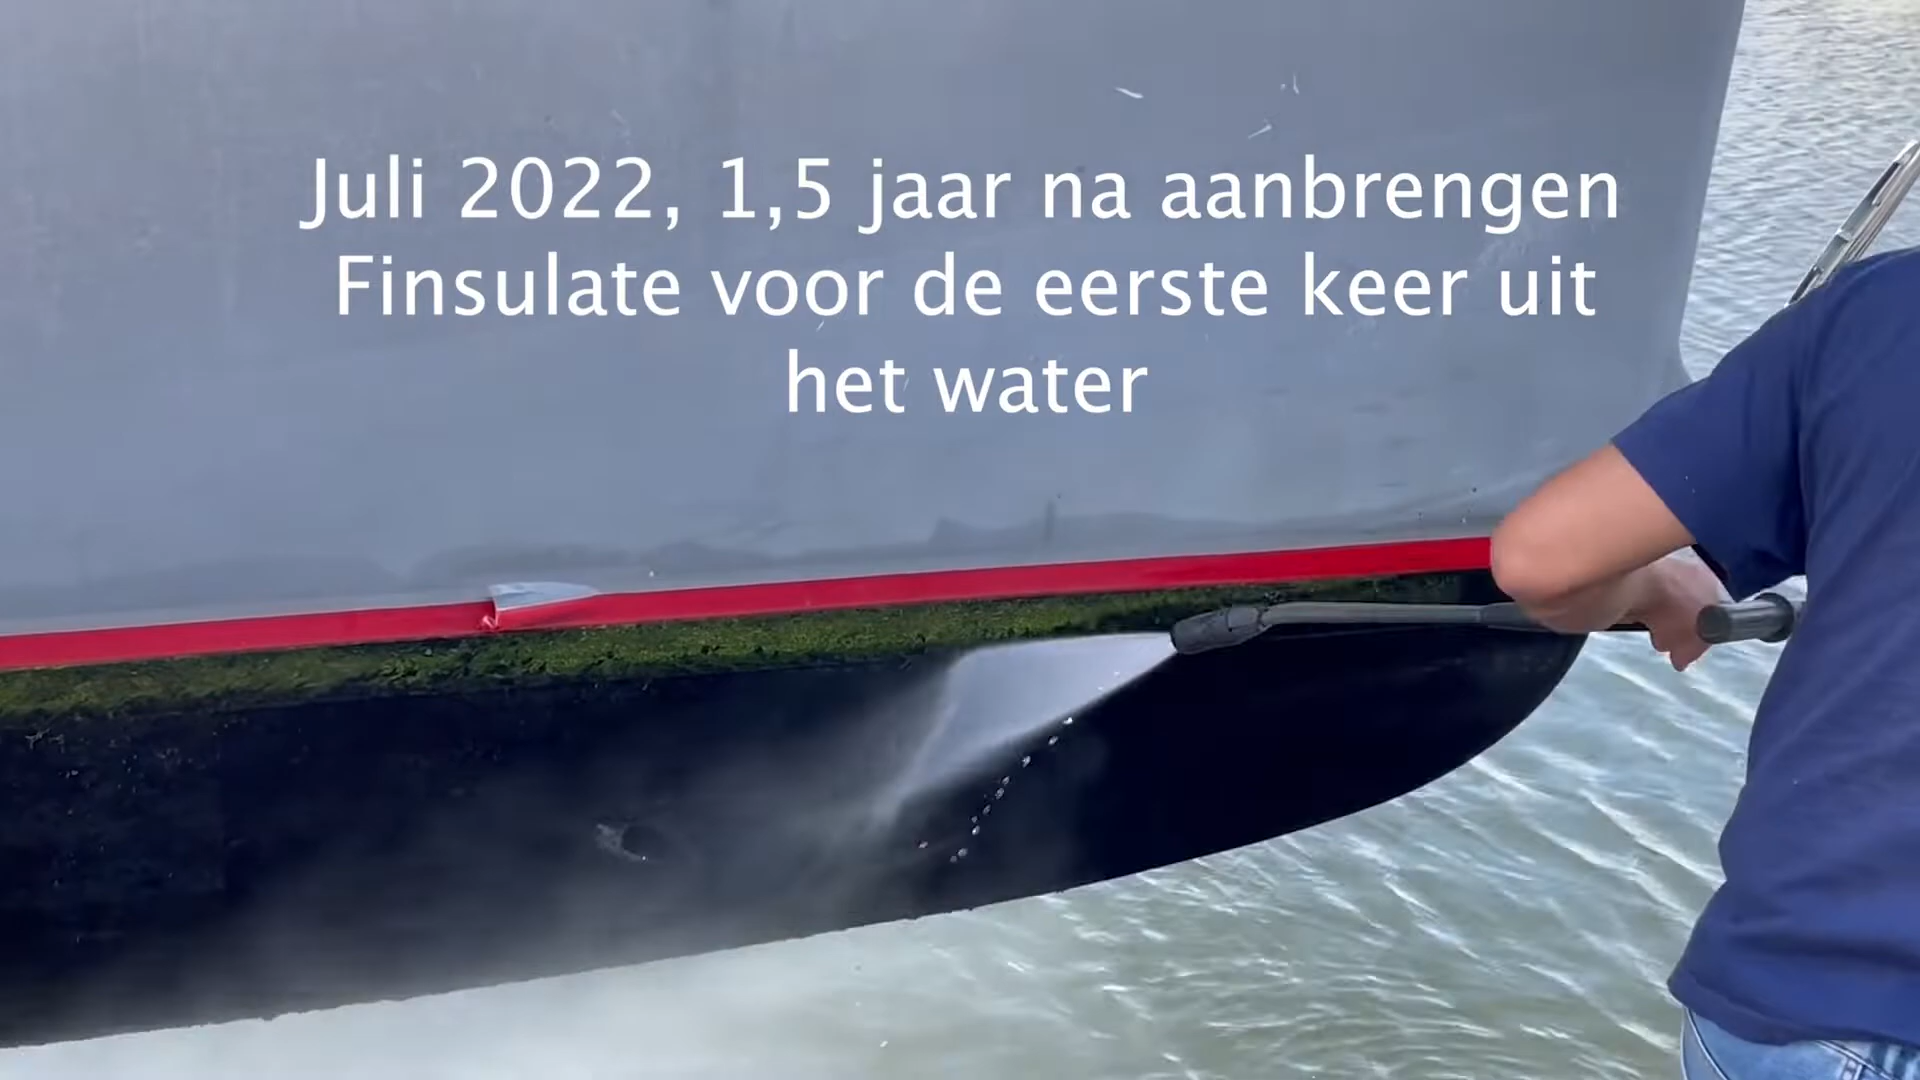 Juli 2022, 1,5 jaar na aanbrengen
Finsulate voor de eerste keer uit
het water